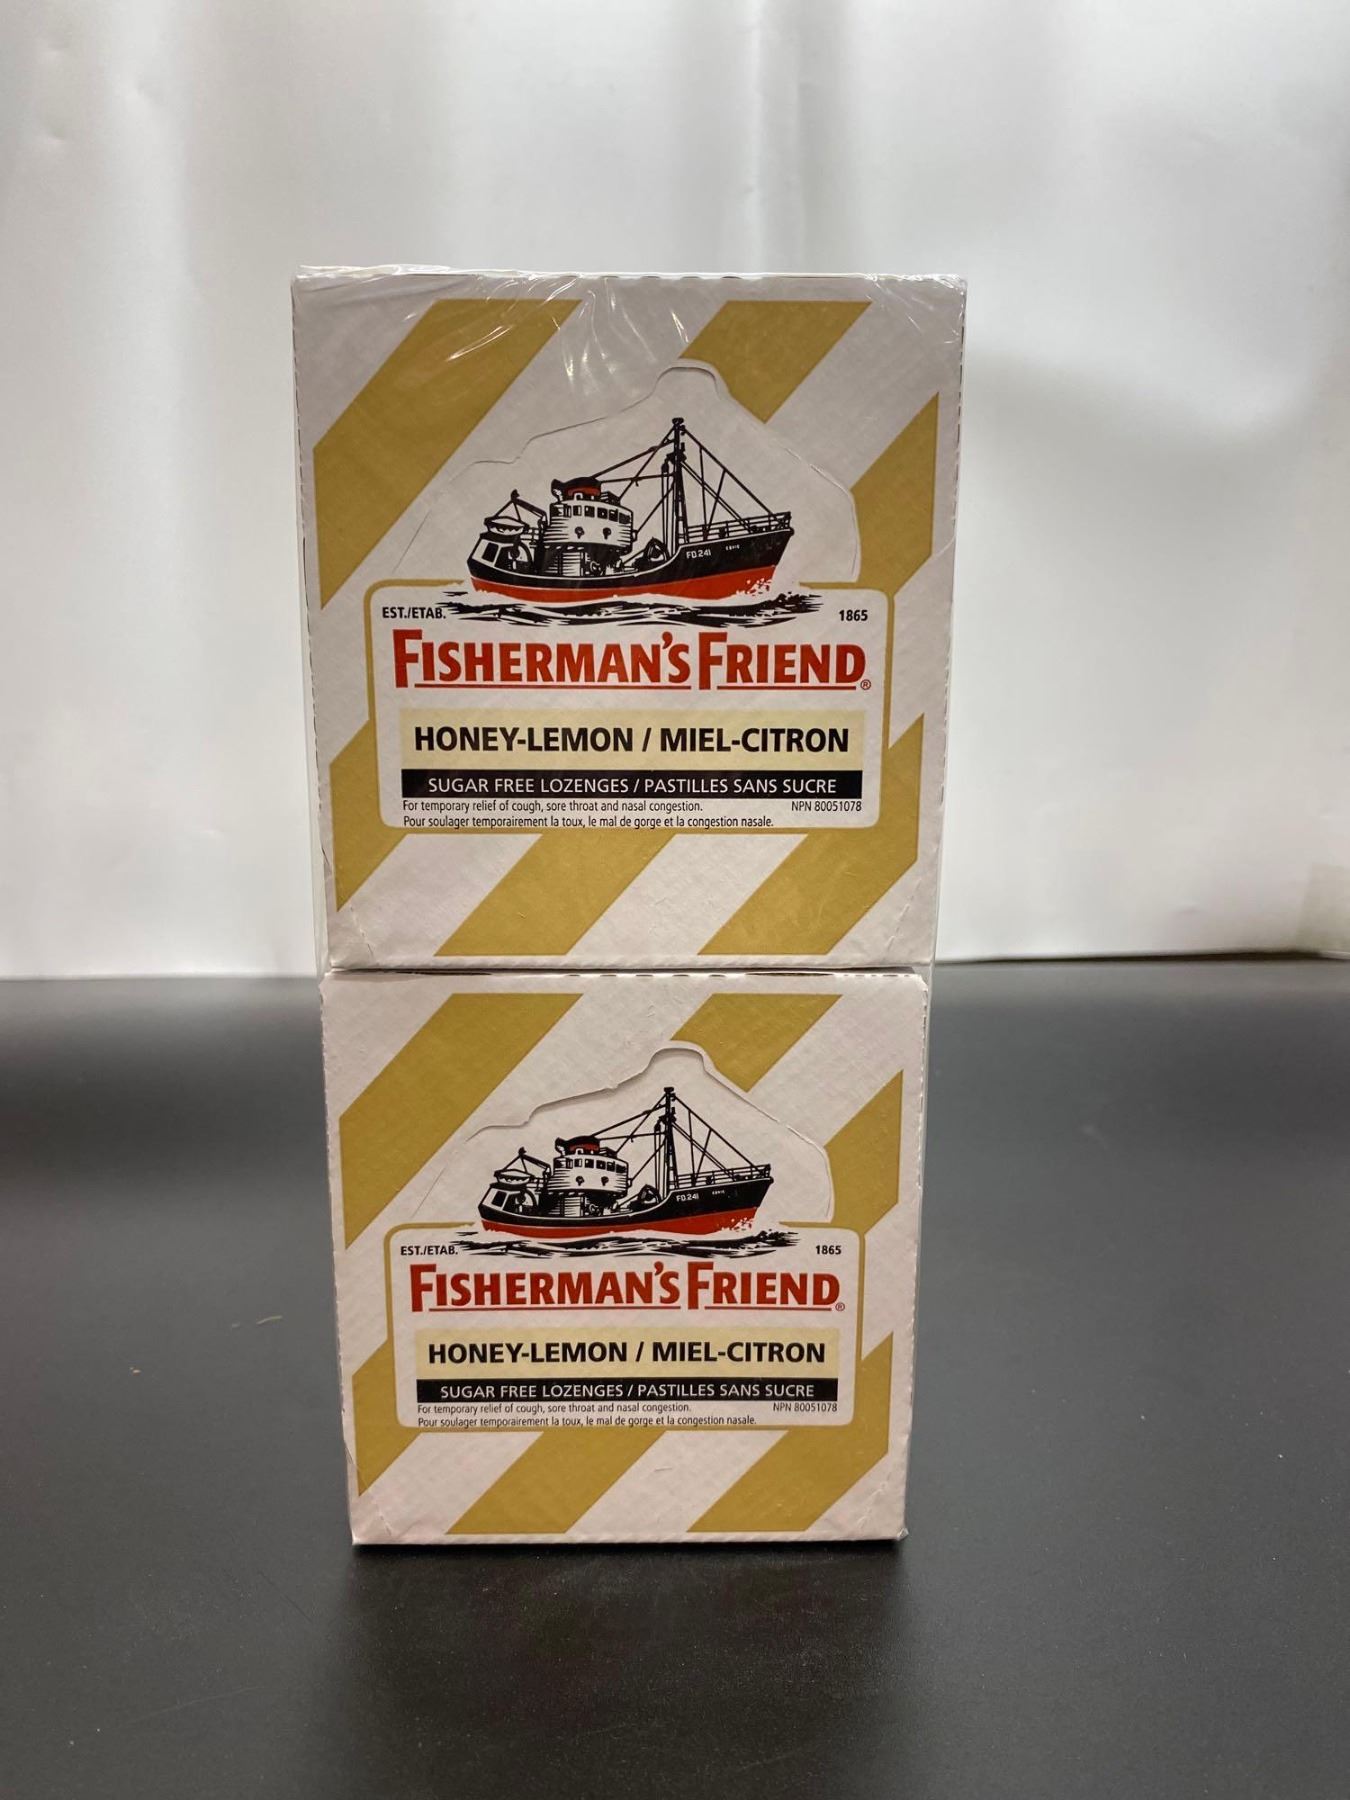 FD.241
EST./ETAB.
1865
FISHERMAN'S FRIEND®
HONEY-LEMON / MIEL-CITRON
SUGAR FREE LOZENGES / PASTILLES SANS SUCRE
For temporary relief of cough, sore throat and nasal congestion. NPN 80051078
Pour soulager temporairement la toux, le mal de gorge et la congestion nasale.
FD.241
EST./ETAB.
1865
FISHERMAN'S FRIEND®
HONEY-LEMON / MIEL-CITRON
SUGAR FREE LOZENGES / PASTILLES SANS SUCRE
For temporary relief of cough, sore throat and nasal congestion. NPN 80051078
Pour soulager temporairement la toux, le mal de gorge et la congestion nasale.